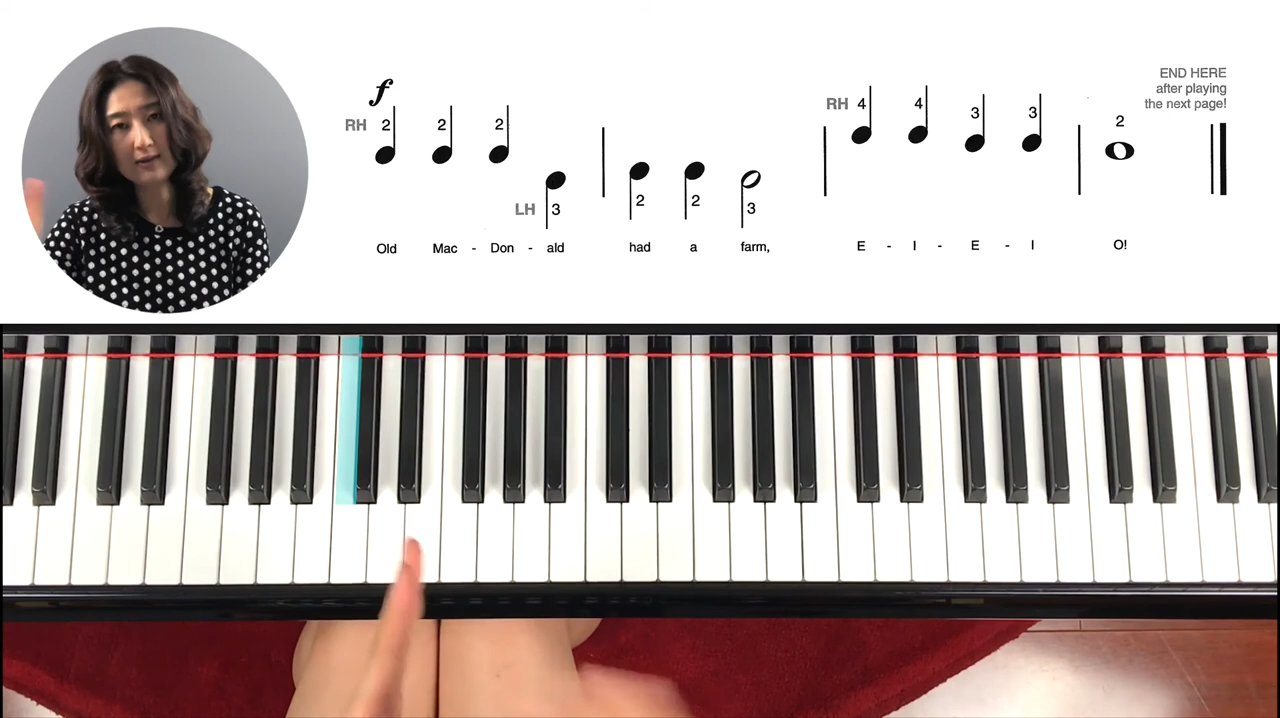 END HERE
after playing
the next page!
f
RH 2 2 2
RH 4 4 3 3
2
LH 3 2 2 3
Old Mac - Don - ald had a farm, E - I - E - I O!